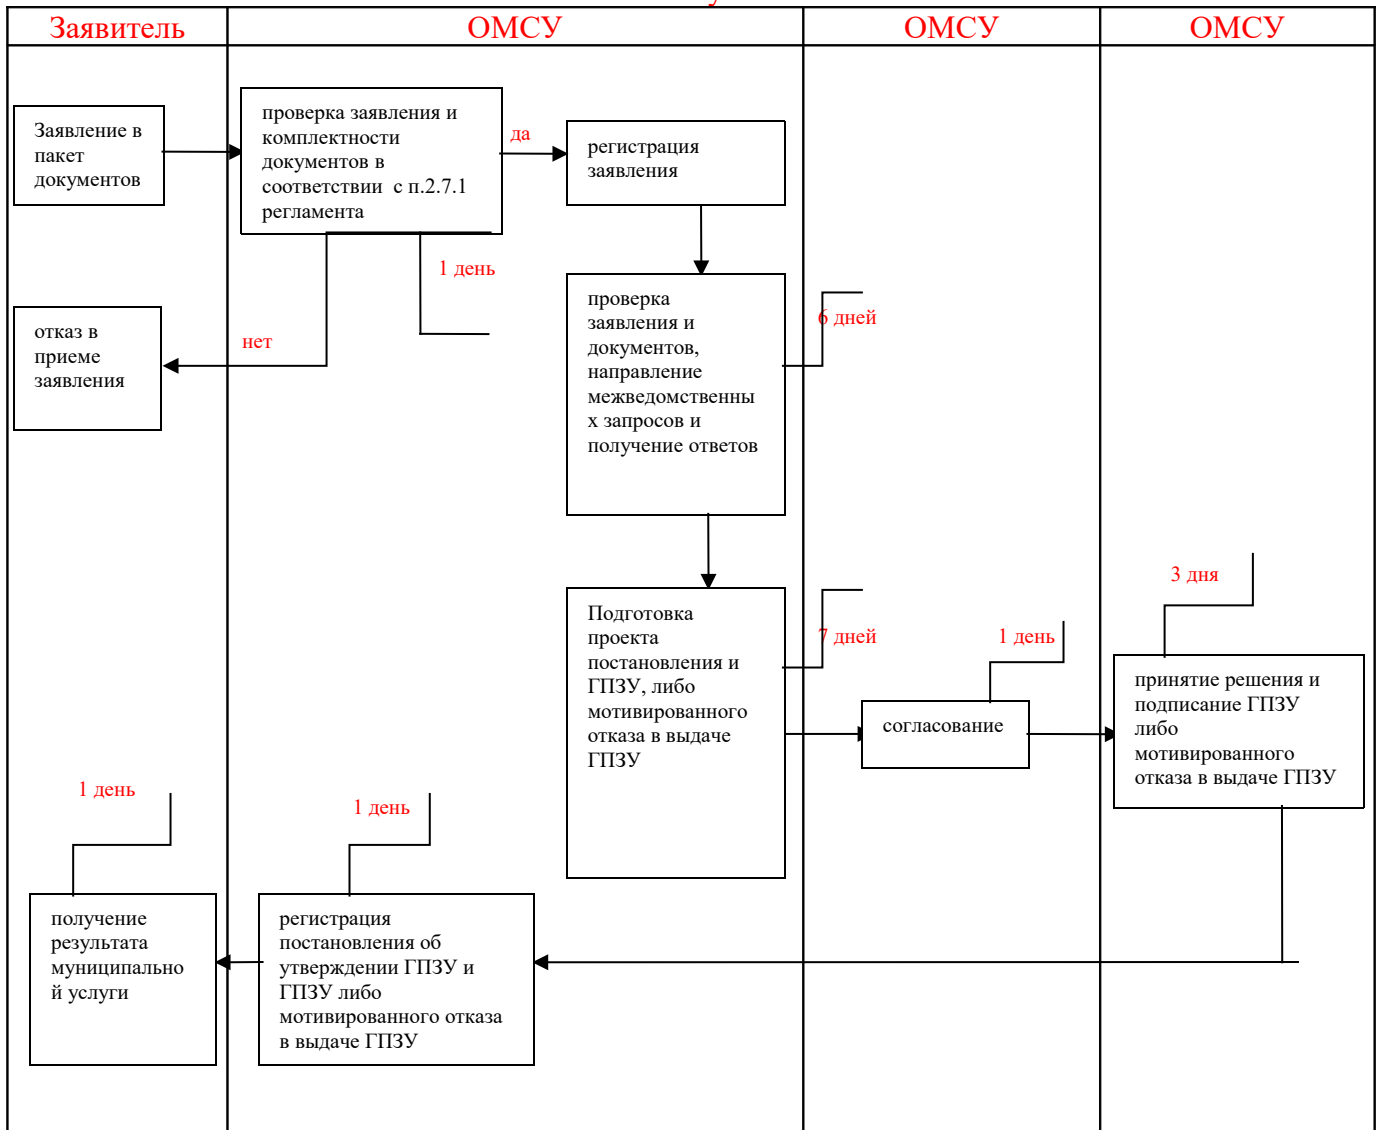 Заявитель
ОМСУ
ОМСУ
ОМСУ
Заявление в
пакет
документов
проверка заявления и
комплектности
документов в
соответствии с п.2.7.1
регламента
да
регистрация
заявления
1 день
отказ в
приеме
заявления
нет
проверка
заявления и
документов,
направление
межведомственны
х запросов и
получение ответов
6 дней
Подготовка
проекта
постановления и
ГПЗУ, либо
мотивированного
отказа в выдаче
ГПЗУ
7 дней
1 день
согласование
3 дня
принятие решения и
подписание ГПЗУ
либо
мотивированного
отказа в выдаче ГПЗУ
1 день
получение
результата
муниципально
й услуги
1 день
регистрация
постановления об
утверждении ГПЗУ и
ГПЗУ либо
мотивированного отказа
в выдаче ГПЗУ